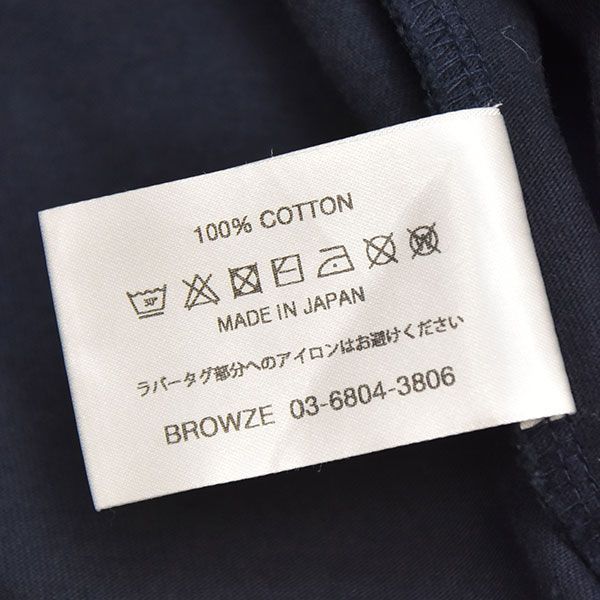 100% COTTON
MADE IN JAPAN
ラバータグ部分へのアイロンはお避けください
BROWZE 03-6804-3806